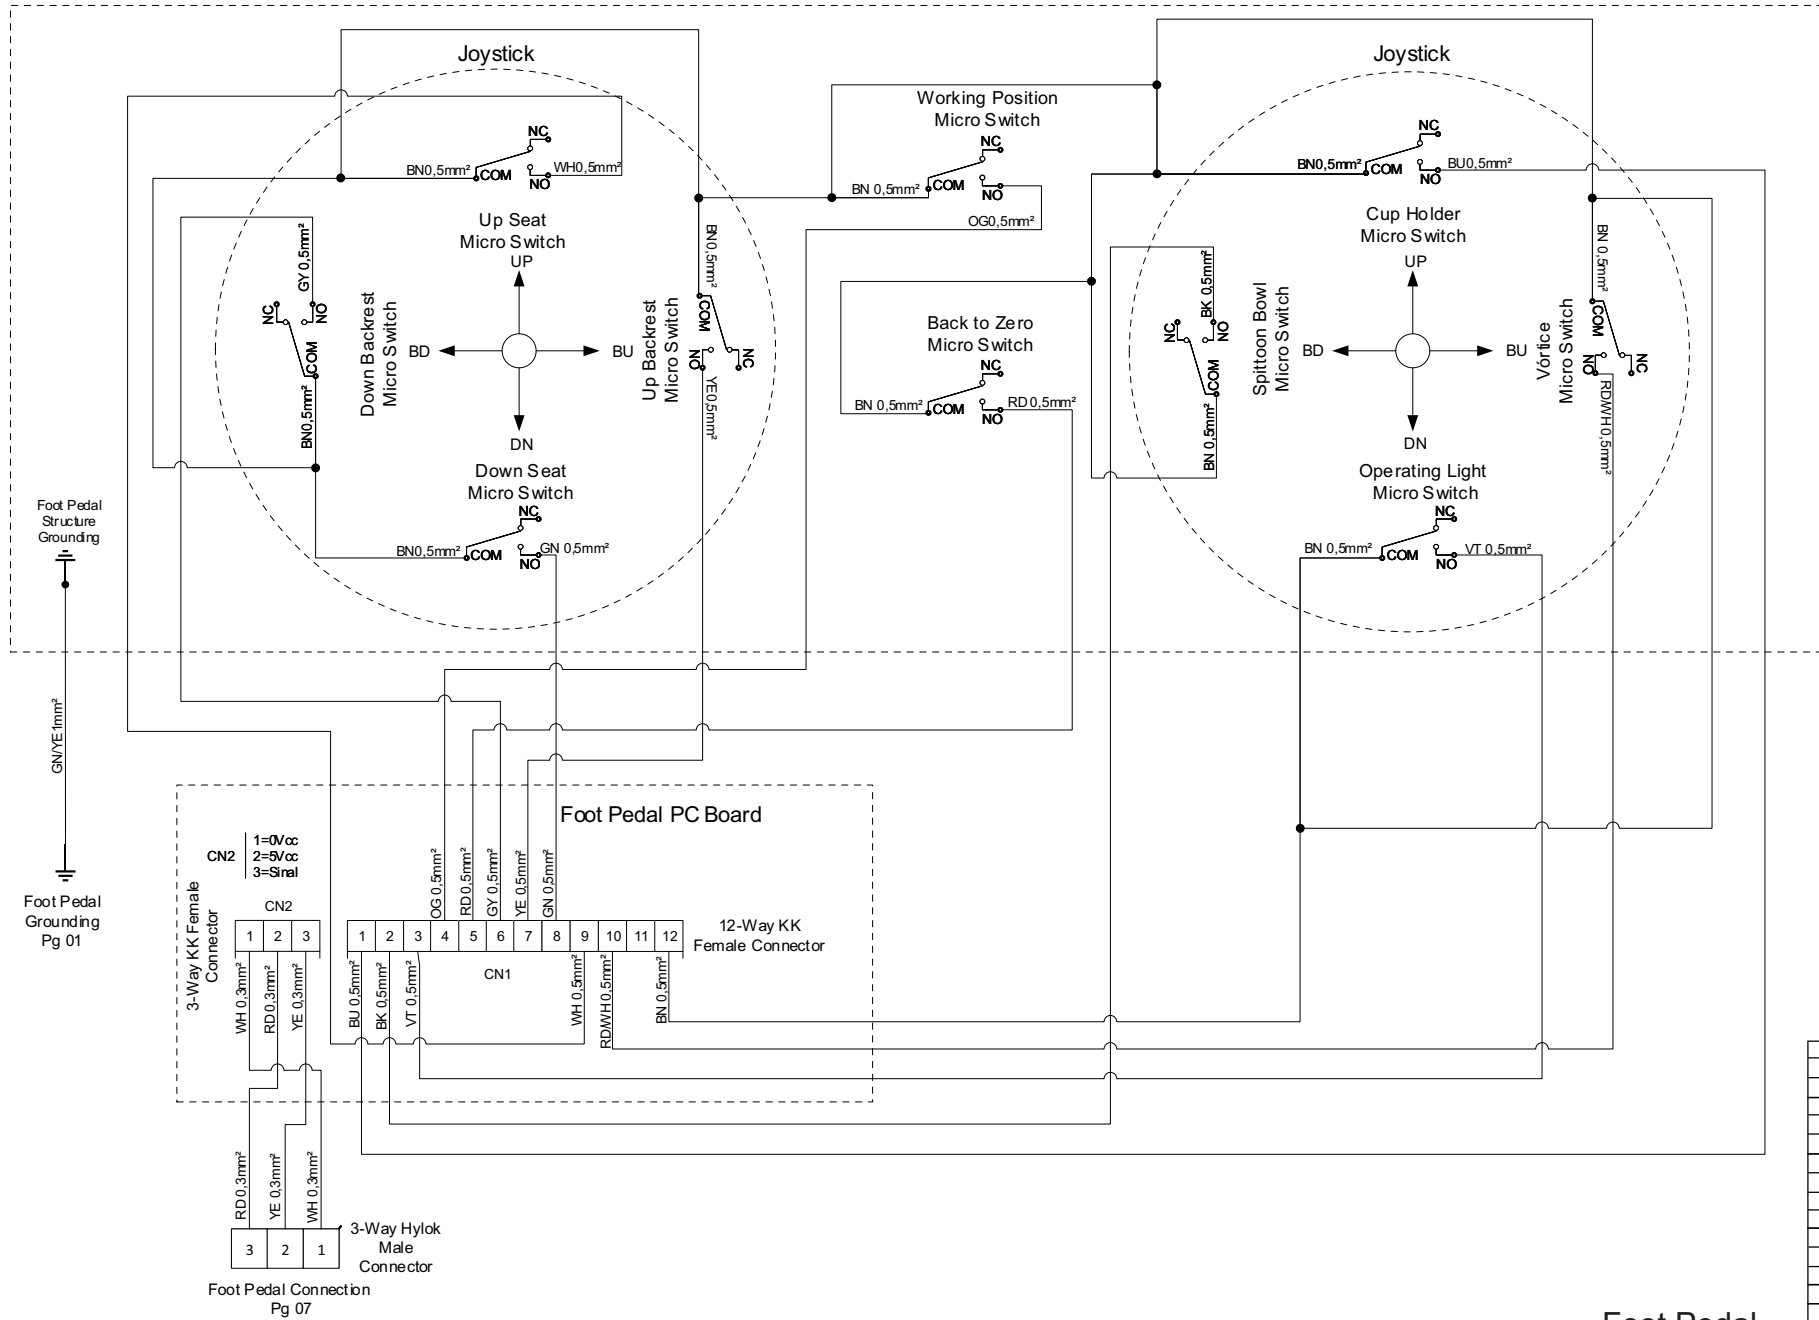 Joystick
Joystick
Working Position
Micro Switch
NC
BN0,5mm²
COM
NO
WH0,5mm²
Up Seat
Micro Switch
UP
BD
BU
DN
GY 0,5mm²
NC
NO
COM
BN0,5mm²
Down Backrest
Micro Switch
Up Backrest
Micro Switch
BN0,5mm²
COM
NO
NC
YE0,5mm²
Down Seat
Micro Switch
NC
BN0,5mm²
COM
NO
GN 0,5mm²
NC
BN 0,5mm²
COM
NO
OG0,5mm²
Back to Zero
Micro Switch
NC
BN 0,5mm²
COM
NO
RD 0,5mm²
NC
BN0,5mm²
COM
NO
BU0,5mm²
Cup Holder
Micro Switch
UP
BD
BU
DN
BK 0,5mm²
NC
NO
COM
BN 0,5mm²
Spittoon Bowl
Micro Switch
Vórtice
Micro Switch
BN 0,5mm²
COM
NO
NC
RD/WH 0,5mm²
Operating Light
Micro Switch
NC
BN 0,5mm²
COM
NO
VT 0,5mm²
Foot Pedal
Structure
Grounding
GN/YE1mm²
Foot Pedal
Grounding
Pg 01
Foot Pedal PC Board
CN2
1=0Vcc
2=5Vcc
3=Sinal
3-Way KK Female
Connector
CN2
1 2 3
WH 0,3mm²
RD 0,3mm²
YE 0,3mm²
OG 0,5mm²
RD 0,5mm²
GY 0,5mm²
YE 0,5mm²
GN 0,5mm²
1 2 3 4 5 6 7 8 9 10 11 12
12-Way KK
Female Connector
CN1
BU 0,5mm²
BK 0,5mm²
VT 0,5mm²
WH 0,5mm²
RD/WH 0,5mm²
BN 0,5mm²
RD 0,3mm²
YE 0,3mm²
WH 0,3mm²
3 2 1
3-Way Hylok
Male
Connector
Foot Pedal Connection
Pg 07
Foot Pedal